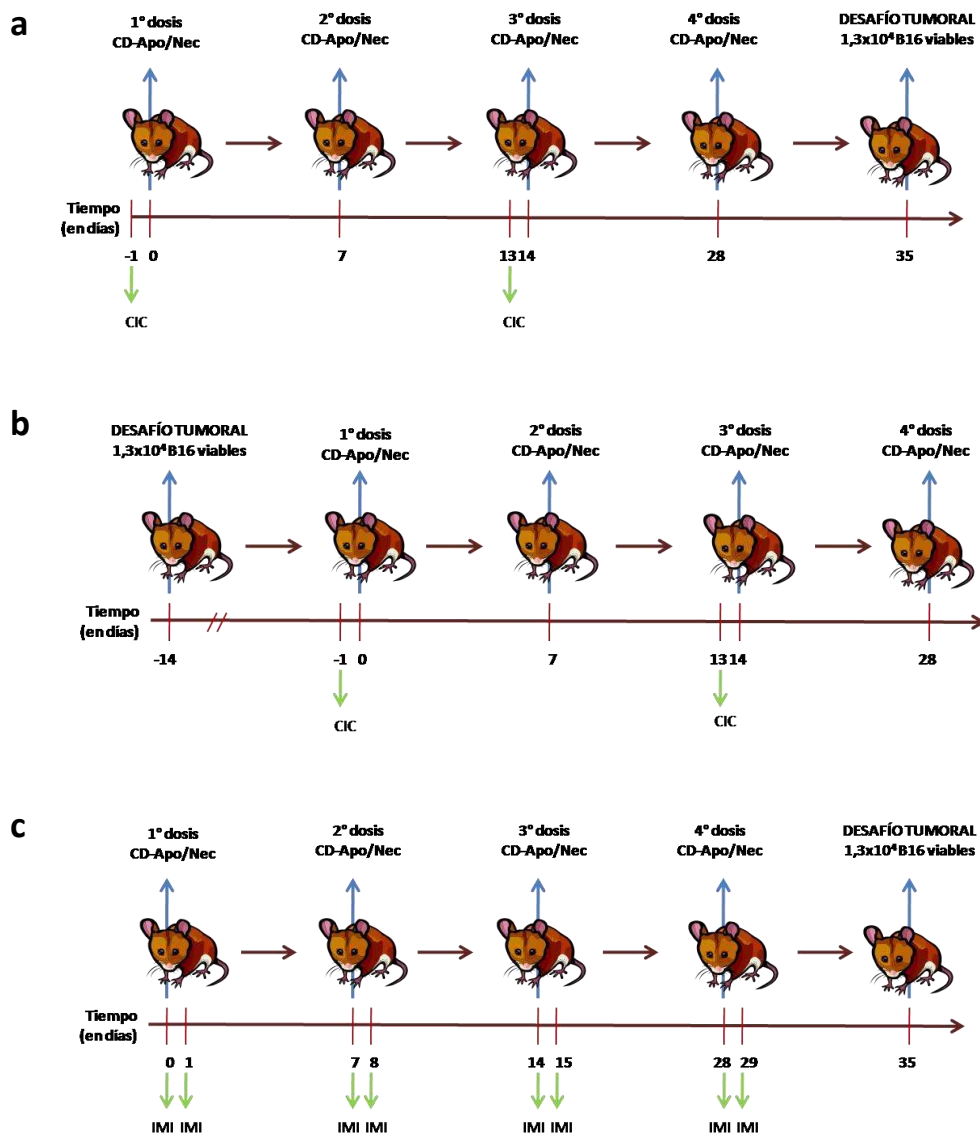 a
1° dosis
CD-Apo/Nec
2° dosis
CD-Apo/Nec
3° dosis
CD-Apo/Nec
4° dosis
CD-Apo/Nec
DESAFÍO TUMORAL
1,3x10⁴ B16 viables
Tiempo
(en días)
-1 0 7 13 14 28 35
CIC CIC
b
DESAFÍO TUMORAL
1,3x10⁴ B16 viables
1° dosis
CD-Apo/Nec
2° dosis
CD-Apo/Nec
3° dosis
CD-Apo/Nec
4° dosis
CD-Apo/Nec
Tiempo
(en días)
-14 -1 0 7 13 14 28
CIC CIC
c
1° dosis
CD-Apo/Nec
2° dosis
CD-Apo/Nec
3° dosis
CD-Apo/Nec
4° dosis
CD-Apo/Nec
DESAFÍO TUMORAL
1,3x10⁴ B16 viables
Tiempo
(en días)
0 1 7 8 14 15 28 29 35
IMI IMI IMI IMI IMI IMI IMI IMI